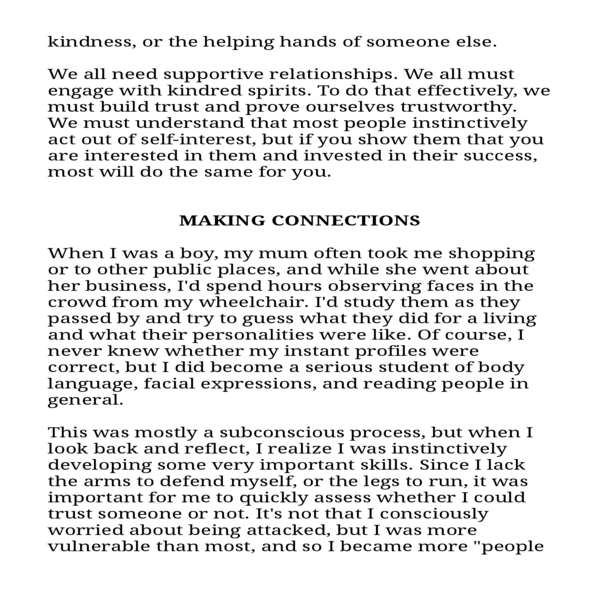 kindness, or the helping hands of someone else.
We all need supportive relationships. We all must
engage with kindred spirits. To do that effectively, we
must build trust and prove ourselves trustworthy.
We must understand that most people instinctively
act out of self-interest, but if you show them that you
are interested in them and invested in their success,
most will do the same for you.
MAKING CONNECTIONS
When I was a boy, my mum often took me shopping
or to other public places, and while she went about
her business, I'd spend hours observing faces in the
crowd from my wheelchair. I'd study them as they
passed by and try to guess what they did for a living
and what their personalities were like. Of course, I
never knew whether my instant profiles were
correct, but I did become a serious student of body
language, facial expressions, and reading people in
general.
This was mostly a subconscious process, but when I
look back and reflect, I realize I was instinctively
developing some very important skills. Since I lack
the arms to defend myself, or the legs to run, it was
important for me to quickly assess whether I could
trust someone or not. It's not that I consciously
worried about being attacked, but I was more
vulnerable than most, and so I became more "people